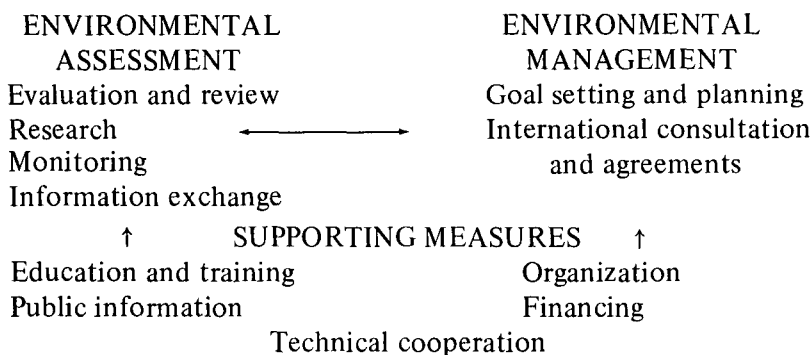 ENVIRONMENTAL
ASSESSMENT
Evaluation and review
Research
Monitoring
Information exchange
ENVIRONMENTAL
MANAGEMENT
Goal setting and planning
International consultation
and agreements
SUPPORTING MEASURES
Education and training
Public information
Organization
Financing
Technical cooperation